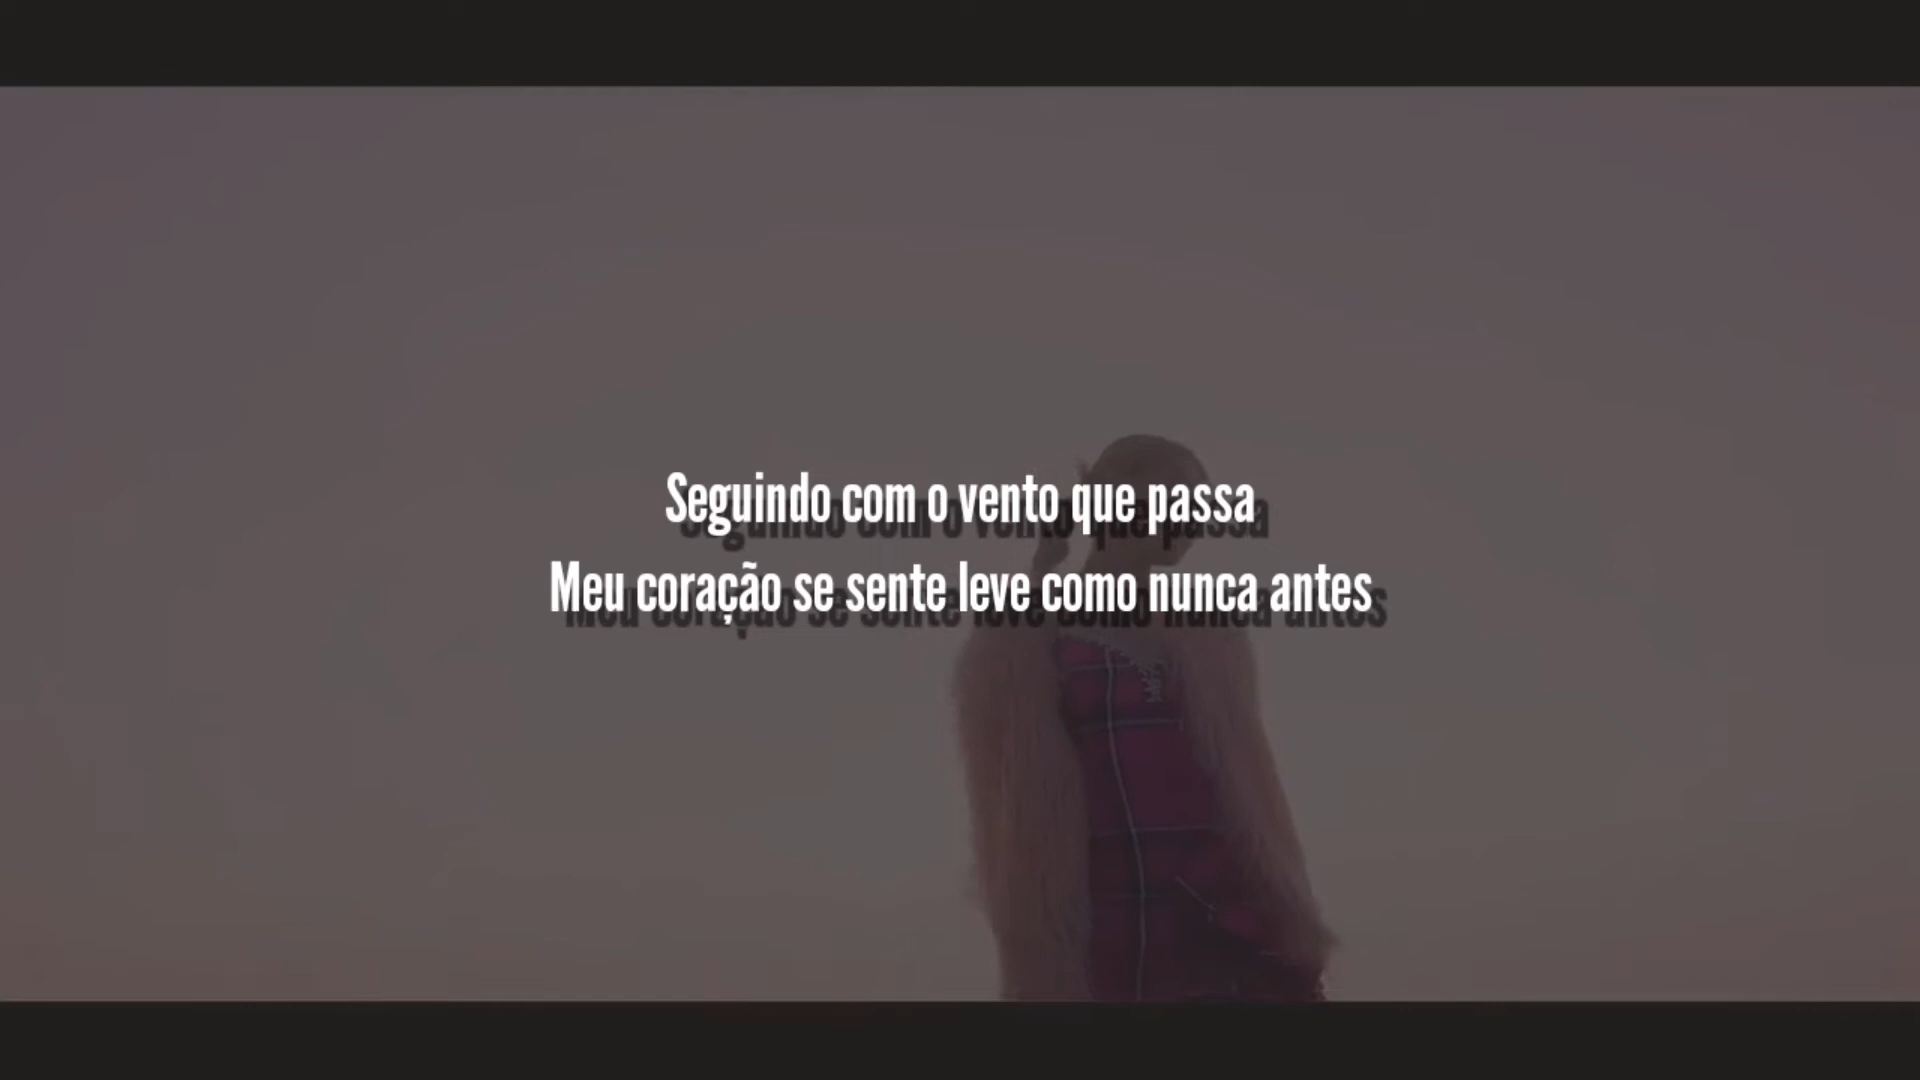 Seguindo com o vento que passa
Meu coração se sente leve como nunca antes